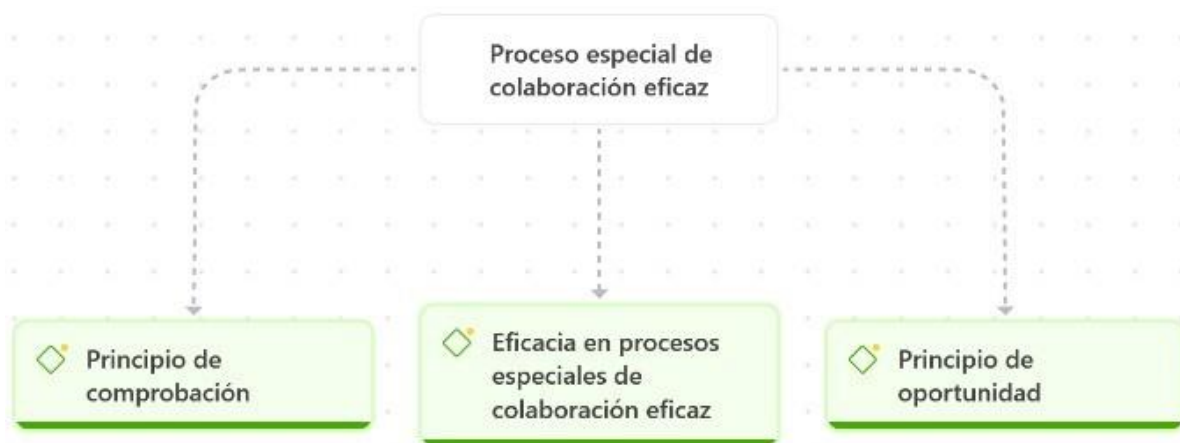 Proceso especial de
colaboración eficaz
Principio de
comprobación
Eficacia en procesos
especiales de
colaboración eficaz
Principio de
oportunidad